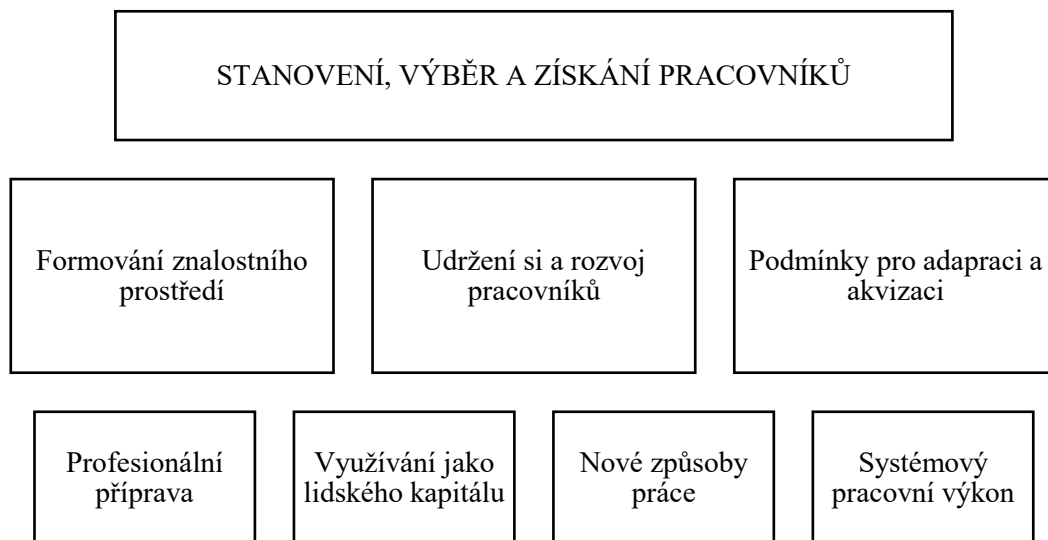 STANOVENÍ, VÝBĚR A ZÍSKÁNÍ PRACOVNÍKŮ
Formování znalostního
prostředí
Udržení si a rozvoj
pracovníků
Podmínky pro adapraci a
akvizaci
Profesionální
příprava
Využívání jako
lidského kapitálu
Nové způsoby
práce
Systémový
pracovní výkon